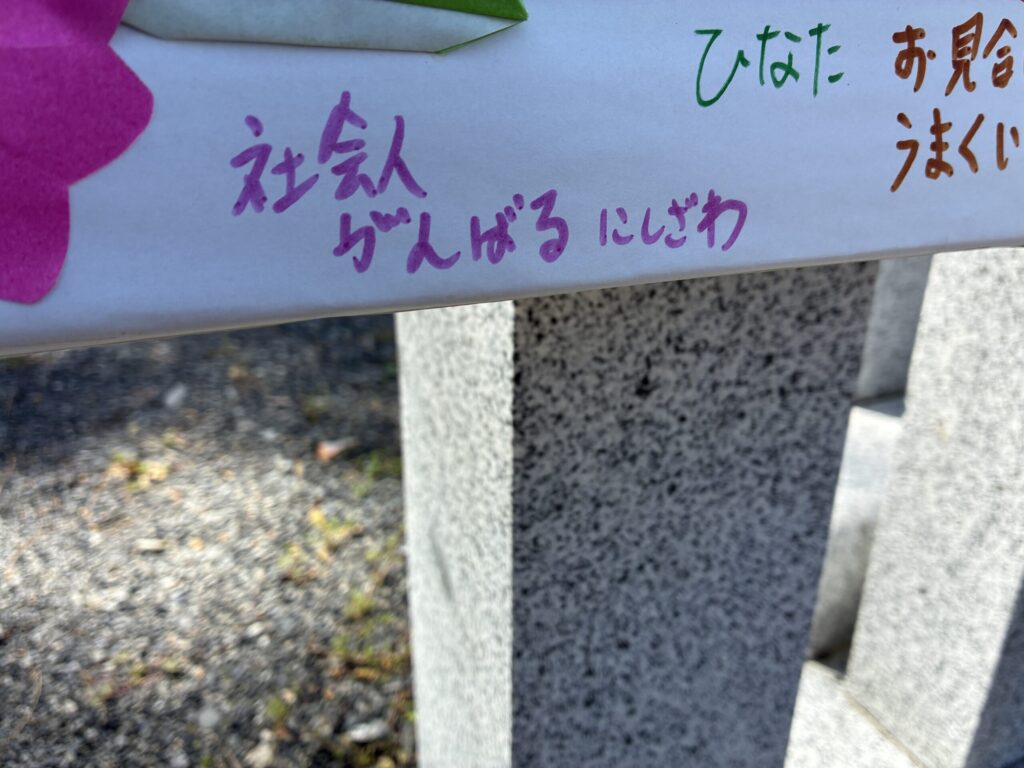 社会人
がんばる にしざわ
ひなた
お見合
うまくい